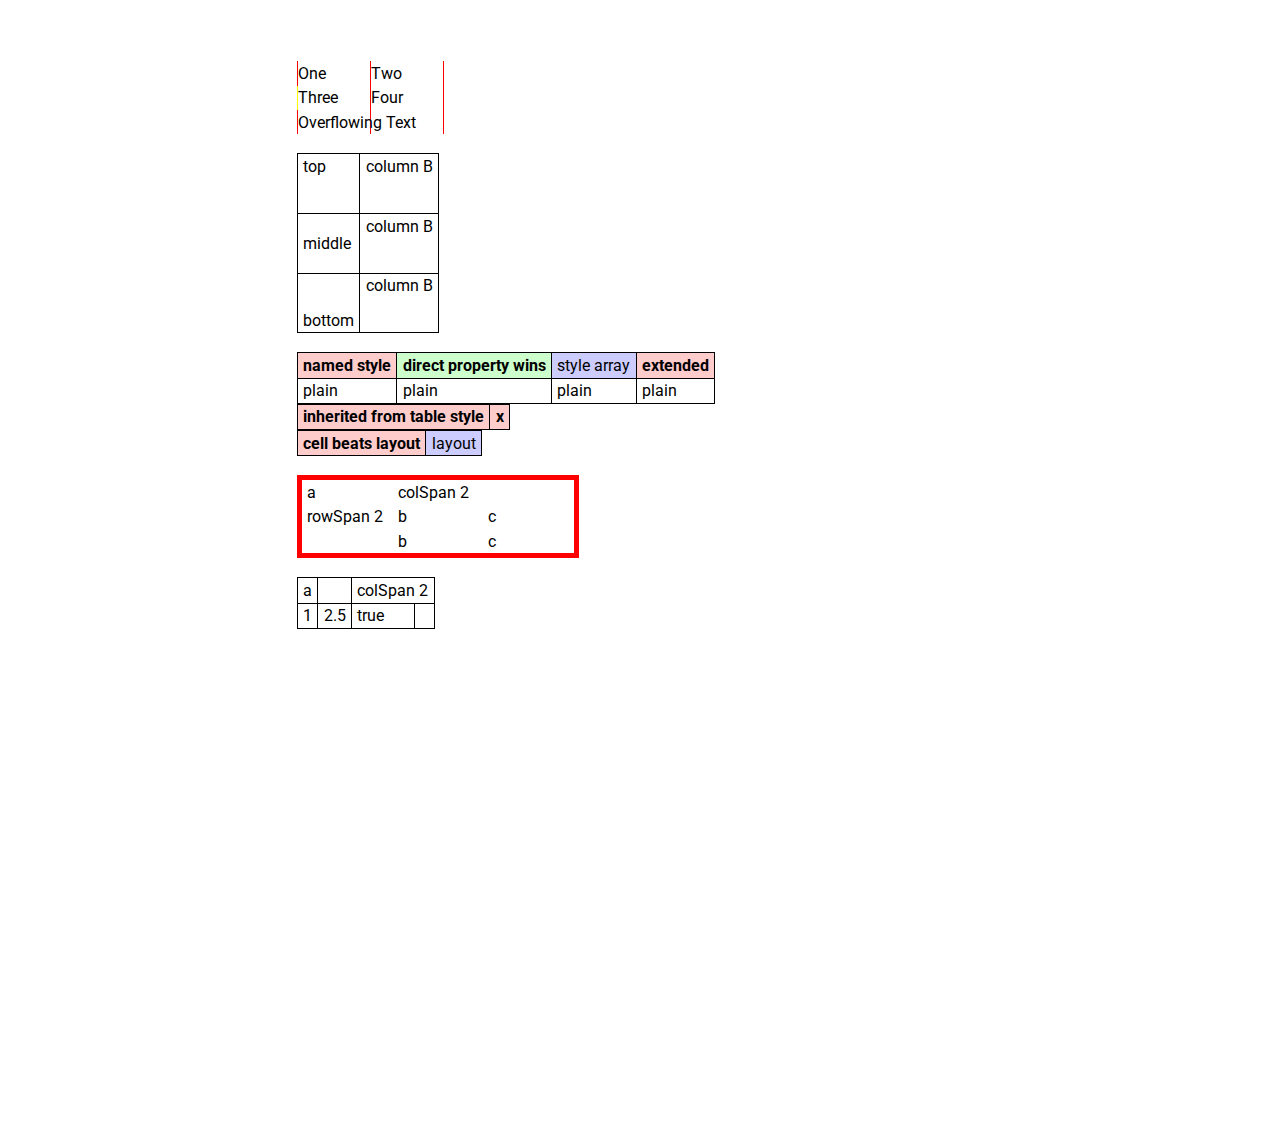 One Two
Three Four
Overflowing Text
top column B
column B
middle
column B
bottom
named style direct property wins style array extended
plain plain plain plain
inherited from table style x
cell beats layout layout
a colSpan 2
rowSpan 2 b c
b c
a colSpan 2
1 2.5 true